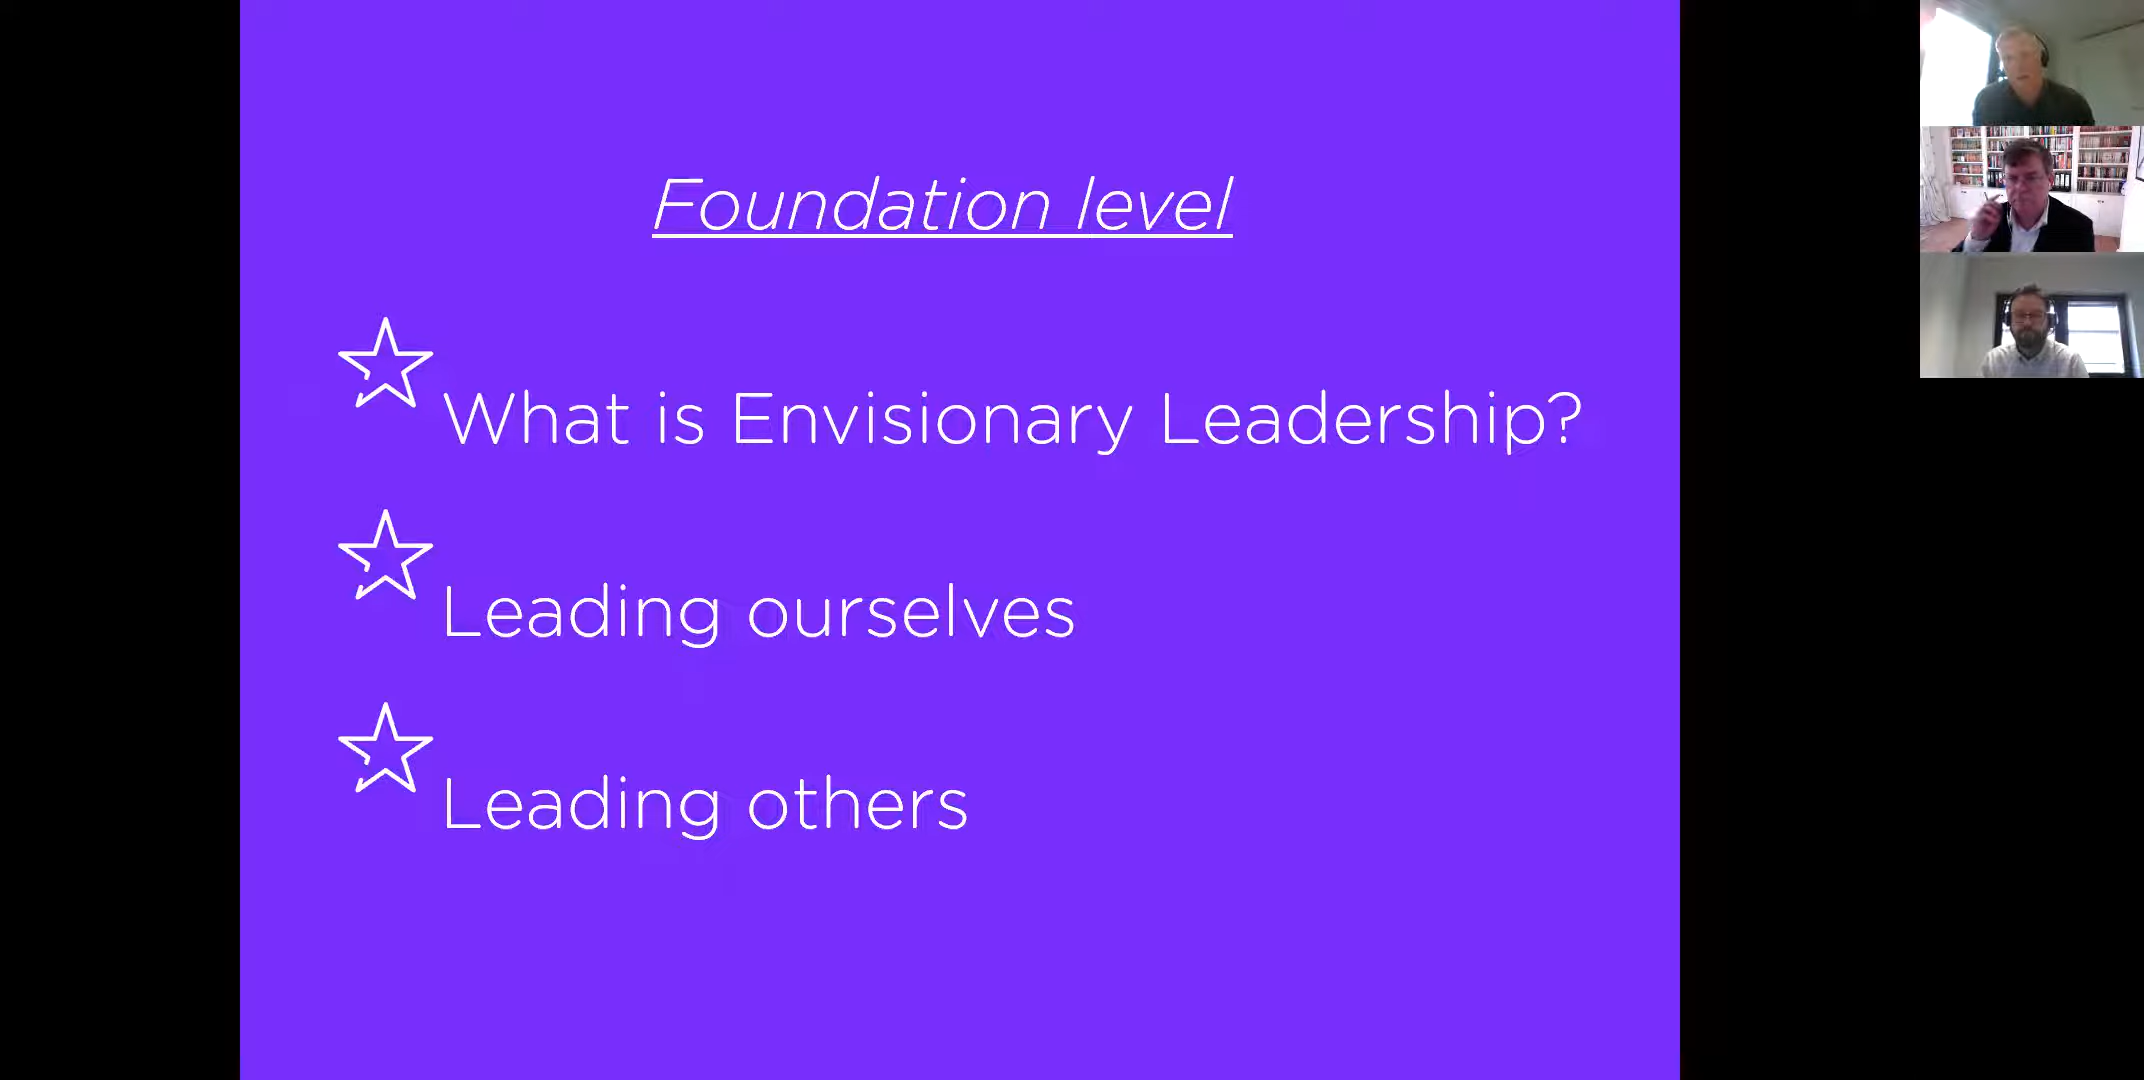 Foundation level
What is Envisionary Leadership?
Leading ourselves
Leading others